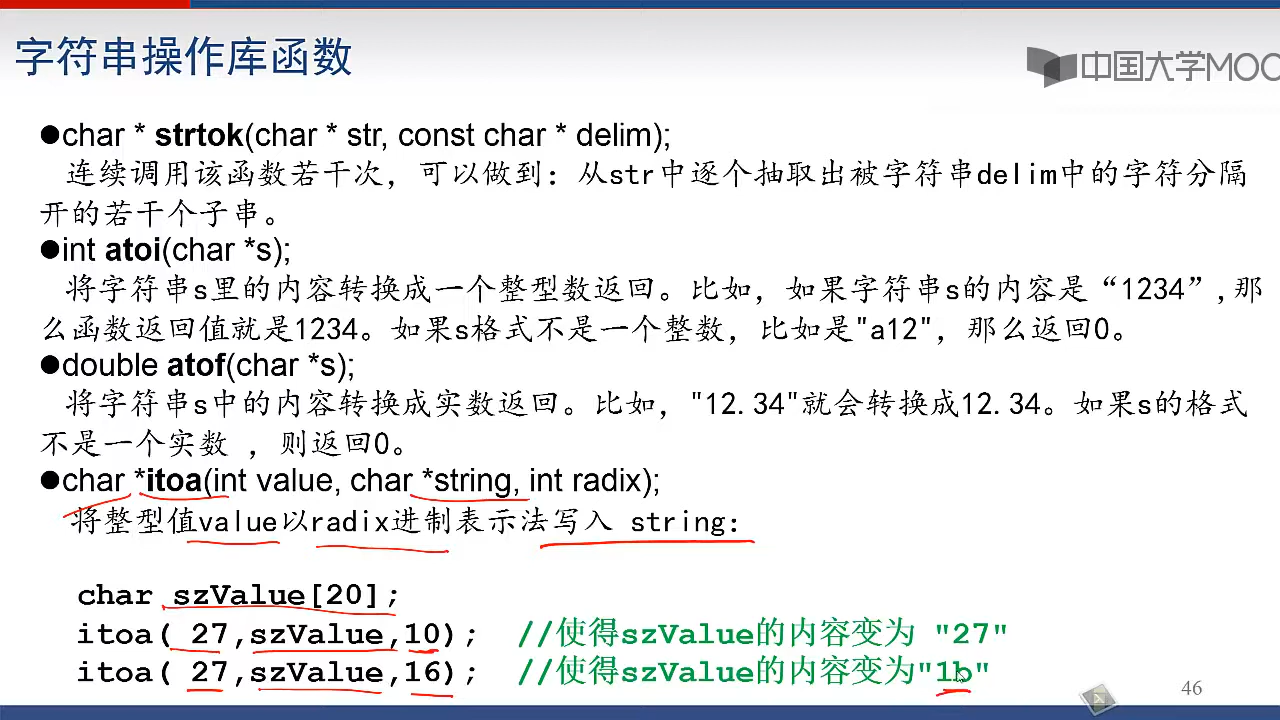 字符串操作库函数
中国大学MOO
●char * strtok(char * str, const char * delim);
连续调用该函数若干次，可以做到：从str中逐个抽取出被字符串delim中的字符分隔
开的若干个子串。
●int atoi(char *s);
将字符串s里的内容转换成一个整型数返回。比如，如果字符串s的内容是“1234”,那
么函数返回值就是1234。如果s格式不是一个整数，比如是"a12"，那么返回0。
●double atof(char *s);
将字符串s中的内容转换成实数返回。比如，"12.34"就会转换成12.34。如果s的格式
不是一个实数 ，则返回0。
●char *itoa(int value, char *string, int radix);
将整型值value以radix进制表示法写入 string：
char szValue[20];
itoa( 27,szValue,10); //使得szValue的内容变为 "27"
itoa( 27,szValue,16); //使得szValue的内容变为"1b"
46